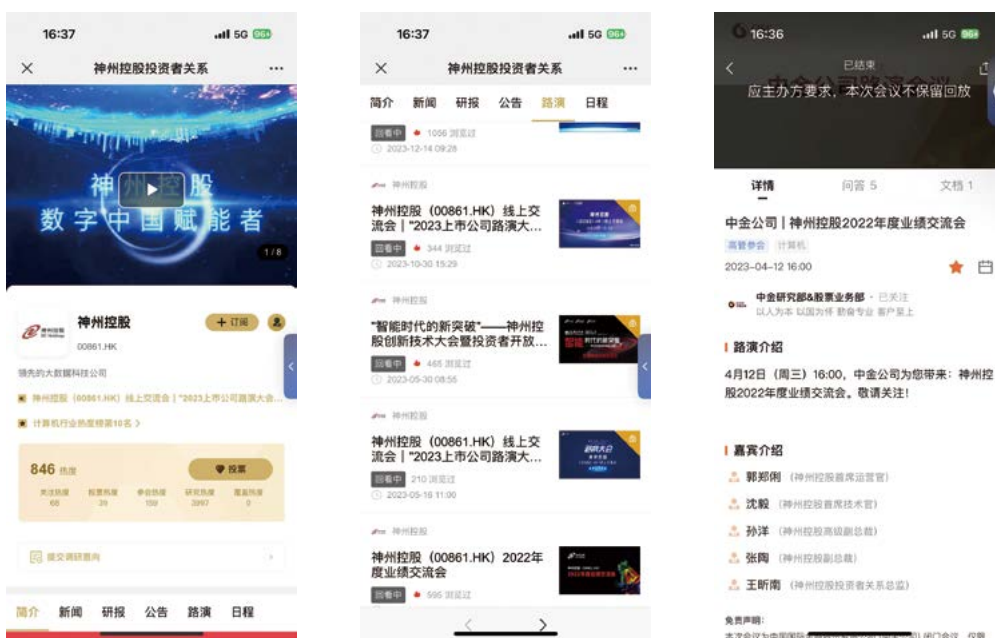 16:37
5G 96
神州控股投资者关系
神州控股
数字中国赋能者
1/8
神州控股
+ 订阅
00861.HK
领先的大数据科技公司
神州控股（00861.HK）线上交流会 | "2023上市公司路演大会...
计算机行业热度榜第10名 >
846 热度
投票
关注热度
投票热度
参会热度
研究热度
68
39
3997
提交调研意向
简介 新闻 研报 公告 路演 日程
16:37
5G 96
神州控股投资者关系
简介 新闻 研报 公告 路演 日程
回看中 1056 浏览过
2023-12-14 09:28
神州控股
神州控股（00861.HK）线上交
流会 | "2023上市公司路演大...
回看中 344 浏览过
2023-10-30 15:29
神州控股
"智能时代的新突破"——神州控
股创新技术大会暨投资者开放...
回看中 465 浏览过
2023-05-30 08:56
神州控股
神州控股（00861.HK）线上交
流会 | "2023上市公司路演大...
回看中 210 浏览过
2023-05-16 11:00
神州控股
神州控股（00861.HK）2022年
度业绩交流会
回看中 595 浏览过
16:36
5G 96
已结束
应主办方要求，本次会议不保留回放
详情 问答 5 文档 1
中金公司 | 神州控股2022年度业绩交流会
高管参会 计算机
2023-04-12 16:00
中金研究部&股票业务部 · 已关注
以人为本 以国为怀 勤奋专业 客户至上
路演介绍
4月12日（周三）16:00，中金公司为您带来：神州控
股2022年度业绩交流会。敬请关注！
嘉宾介绍
郭郑俐（神州控股首席运营官）
沈毅（神州控股首席技术官）
孙洋（神州控股高级副总裁）
张陶（神州控股副总裁）
王昕南（神州控股投资者关系总监）
免责声明：